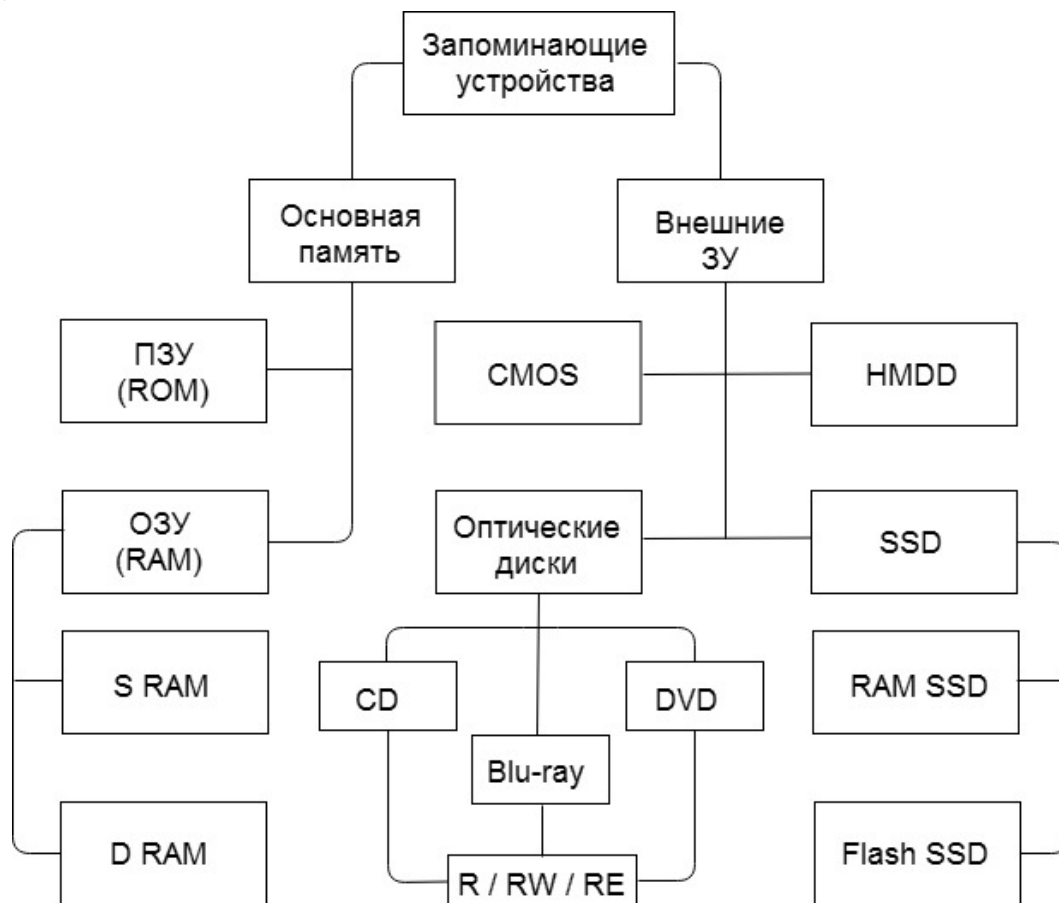 Запоминающие
устройства
Основная
память
Внешние
ЗУ
ПЗУ
(ROM)
CMOS
HMDD
ОЗУ
(RAM)
Оптические
диски
SSD
S RAM
CD
DVD
RAM SSD
Blu-ray
D RAM
R / RW / RE
Flash SSD